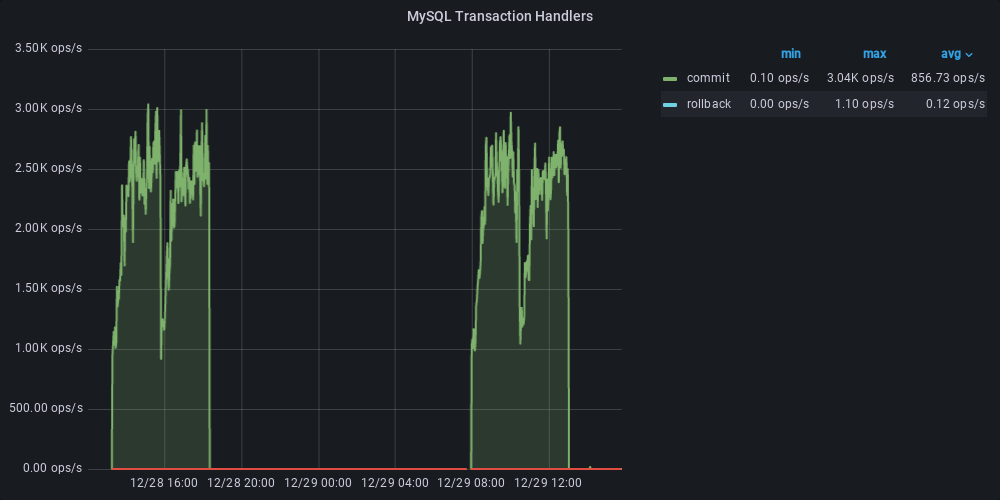 MySQL Transaction Handlers
3.50K ops/s
3.00K ops/s
2.50K ops/s
2.00K ops/s
1.50K ops/s
1.00K ops/s
500.00 ops/s
0.00 ops/s
12/28 16:00 12/28 20:00 12/29 00:00 12/29 04:00 12/29 08:00 12/29 12:00
min max avg
commit 0.10 ops/s 3.04K ops/s 856.73 ops/s
rollback 0.00 ops/s 1.10 ops/s 0.12 ops/s